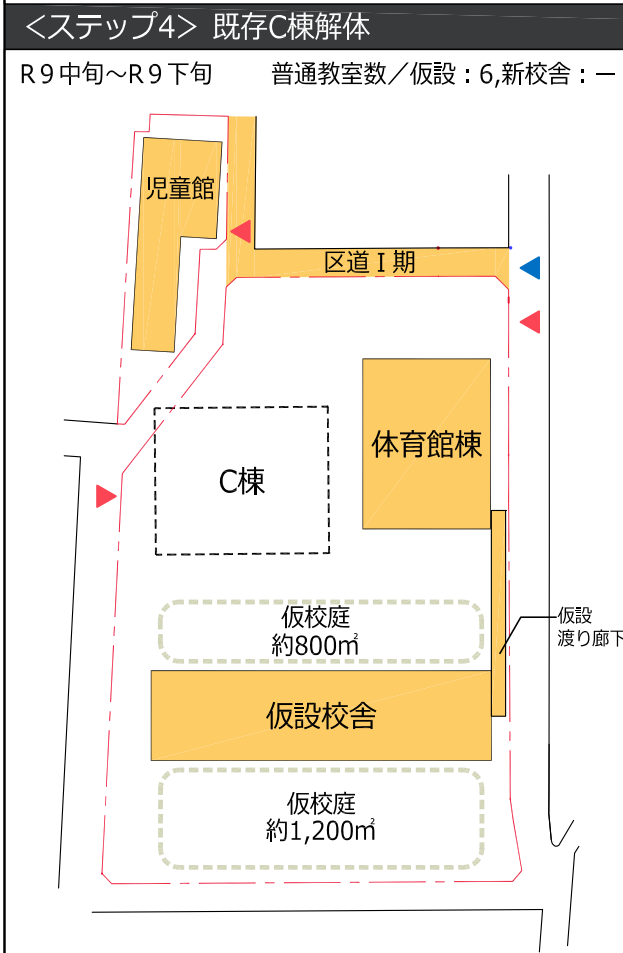 <ステップ4> 既存C棟解体
R9中旬~R9下旬 普通教室数/仮設:6,新校舎:ー
児童館
区道Ⅰ期
体育館棟
C棟
仮校庭
約800㎡
仮設
渡り廊下
仮設校舎
仮校庭
約1,200㎡